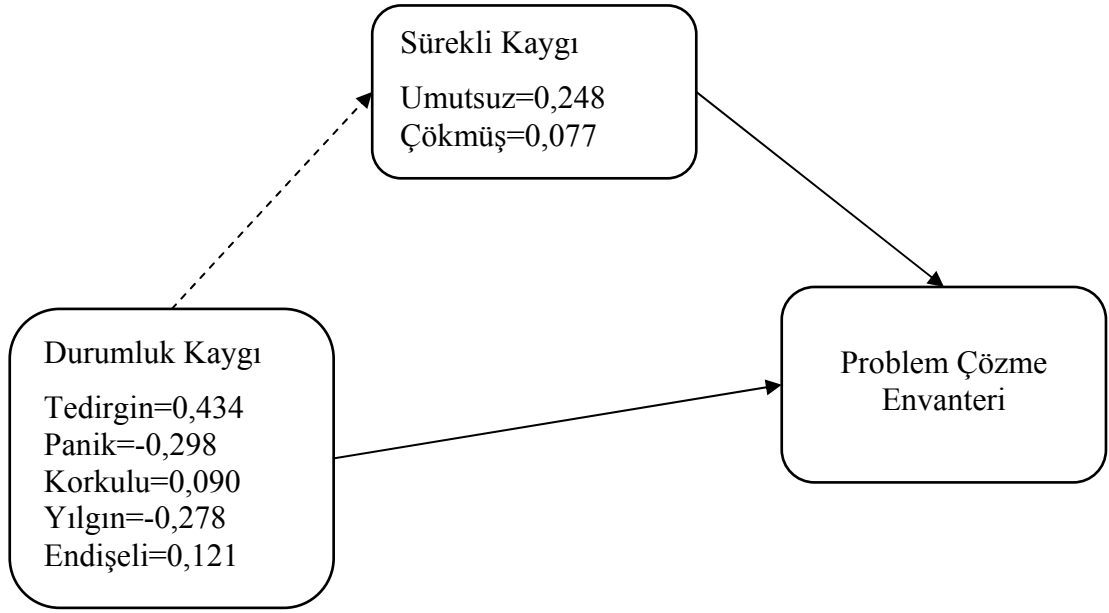 Sürekli Kaygı
Umutsuz=0,248
Çökmüş=0,077
Durumluk Kaygı
Tedirgin=0,434
Panik=-0,298
Korkulu=0,090
Yılgın=-0,278
Endişeli=0,121
Problem Çözme
Envanteri